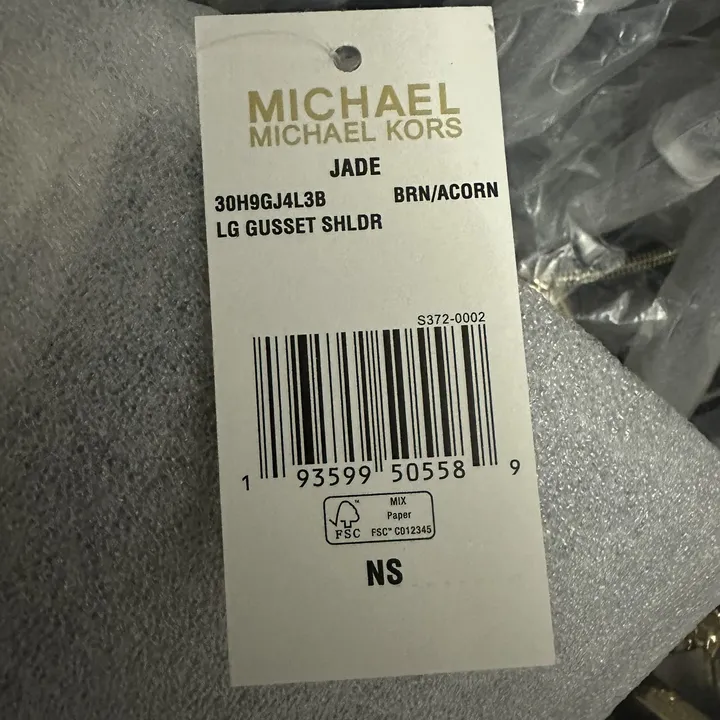 MICHAEL
MICHAEL KORS
JADE
30H9GJ4L3B BRN/ACORN
LG GUSSET SHLDR
S372-0002
1 93599 50558 9
FSC
MIX
Paper
FSC™ C012345
NS